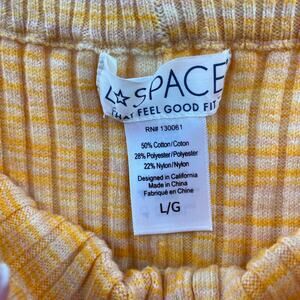 L☆SPACE
THAT FEEL GOOD FIT
RN# 130061
50% Cotton/Coton
28% Polyester/Polyester
22% Nylon/Nylon
Designed in California
Made in China
Fabriqué en Chine
L/G